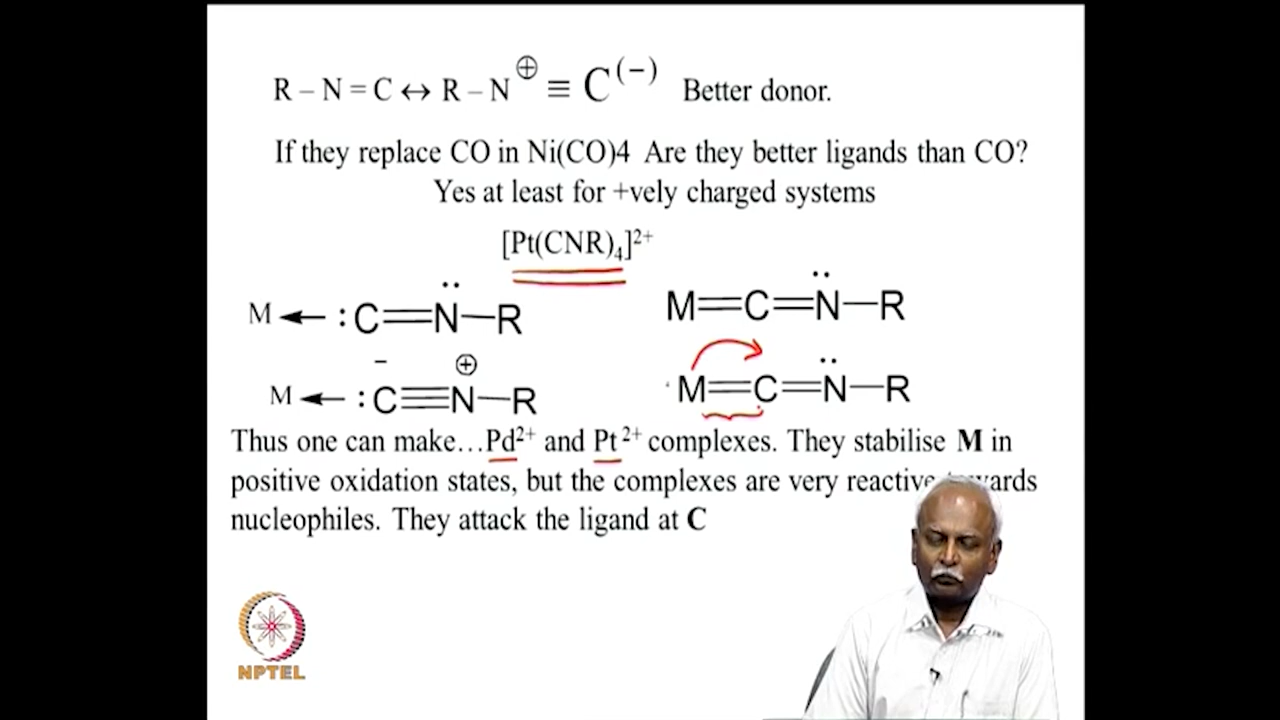 R – N = C ↔ R – N⊕ ≡ C(−) Better donor.
If they replace CO in Ni(CO)4 Are they better ligands than CO?
Yes at least for +vely charged systems
[Pt(CNR)₄]²⁺
M ← :C=N̈—R
M=C=N̈—R
M ← :C⁻≡N⊕—R
M=C=N̈—R
Thus one can make…Pd²⁺ and Pt ²⁺ complexes. They stabilise M in
positive oxidation states, but the complexes are very reactive towards
nucleophiles. They attack the ligand at C
NPTEL